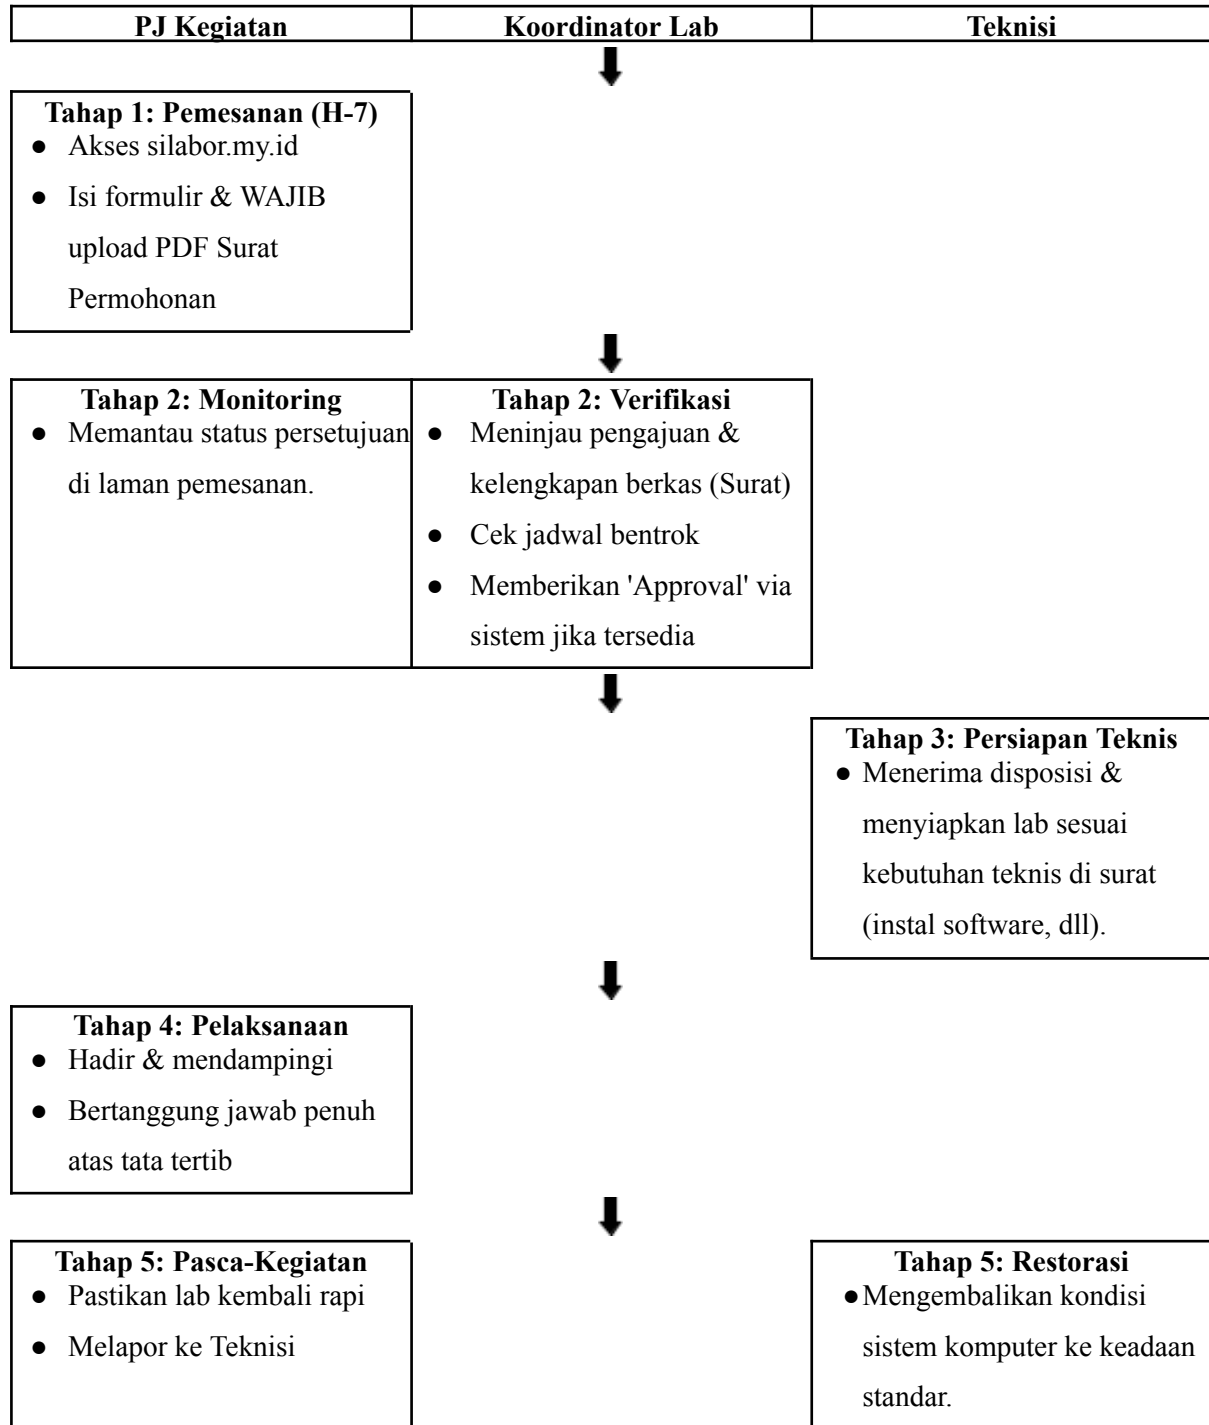 PJ Kegiatan
Koordinator Lab
Teknisi
Tahap 1: Pemesanan (H-7)
● Akses silabor.my.id
● Isi formulir & WAJIB
upload PDF Surat
Permohonan
Tahap 2: Monitoring
● Memantau status persetujuan
di laman pemesanan.
Tahap 2: Verifikasi
● Meninjau pengajuan &
kelengkapan berkas (Surat)
● Cek jadwal bentrok
● Memberikan 'Approval' via
sistem jika tersedia
Tahap 3: Persiapan Teknis
● Menerima disposisi &
menyiapkan lab sesuai
kebutuhan teknis di surat
(instal software, dll).
Tahap 4: Pelaksanaan
● Hadir & mendampingi
● Bertanggung jawab penuh
atas tata tertib
Tahap 5: Pasca-Kegiatan
● Pastikan lab kembali rapi
● Melapor ke Teknisi
Tahap 5: Restorasi
● Mengembalikan kondisi
sistem komputer ke keadaan
standar.